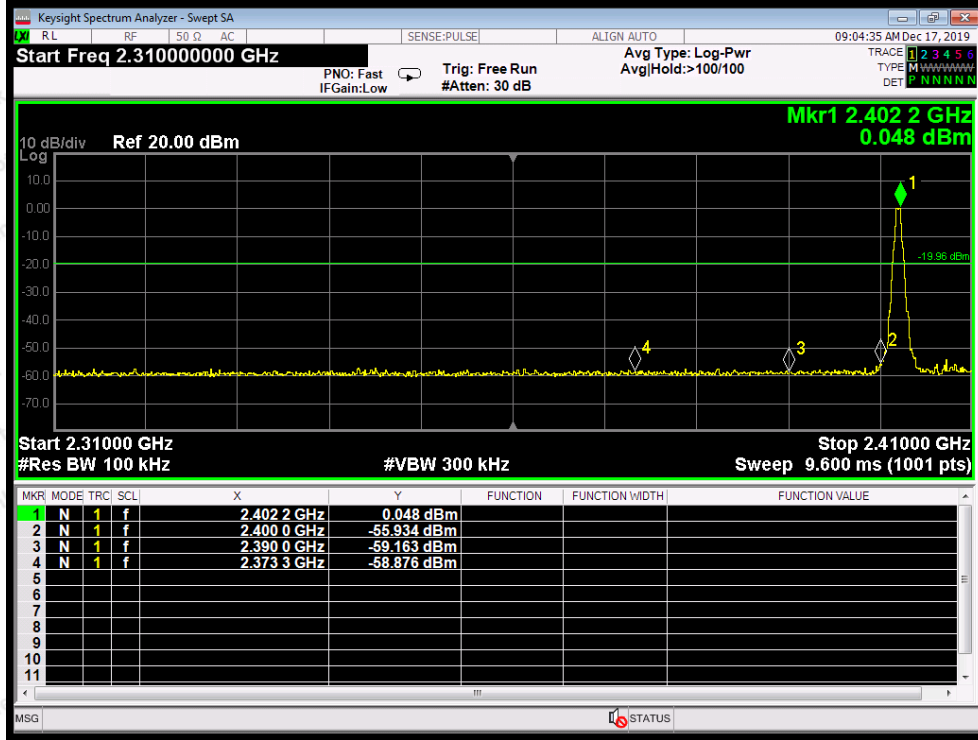 Keysight Spectrum Analyzer - Swept SA
LXI RL RF 50 Ω AC SENSE:PULSE ALIGN AUTO 09:04:35 AM Dec 17, 2019
Start Freq 2.310000000 GHz
PNO: Fast
IFGain:Low
Trig: Free Run
#Atten: 30 dB
Avg Type: Log-Pwr
Avg|Hold:>100/100
TRACE 1 2 3 4 5 6
TYPE M W W W W W
DET P N N N N N
Mkr1 2.402 2 GHz
0.048 dBm
10 dB/div Ref 20.00 dBm
Log
10.0
0.00
-10.0
-20.0
-30.0
-40.0
-50.0
-60.0
-70.0
1
-19.96 dBm
4
3
2
Start 2.31000 GHz Stop 2.41000 GHz
#Res BW 100 kHz #VBW 300 kHz Sweep 9.600 ms (1001 pts)
MKR MODE TRC SCL X Y FUNCTION FUNCTION WIDTH FUNCTION VALUE
1 N 1 f 2.402 2 GHz 0.048 dBm
2 N 1 f 2.400 0 GHz -55.934 dBm
3 N 1 f 2.390 0 GHz -59.163 dBm
4 N 1 f 2.373 3 GHz -58.876 dBm
5
6
7
8
9
10
11
MSG STATUS